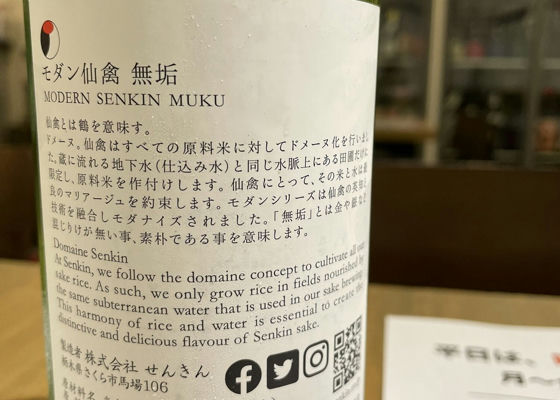 モダン仙禽 無垢
MODERN SENKIN MUKU
仙禽とは鶴を意味す。
ドメーヌ。仙禽はすべての原料米に対してドメーヌ化を行いまし
た。蔵に流れる地下水(仕込み水)と同じ水脈上にある田圃だけに
限定し、原料米を作付けします。仙禽にとって、その米と水は最
良のマリアージュを約束します。モダンシリーズは仙禽の英知と
技術を融合しモダナイズされました。「無垢」とは金や銀など
混じりけが無い事、素朴である事を意味します。
Domaine Senkin
At Senkin, we follow the domaine concept to cultivate all our
sake rice. As such, we only grow rice in fields nourished by
the same subterranean water that is used in our sake brewing.
This harmony of rice and water is essential to create the
distinctive and delicious flavour of Senkin sake.
製造者 株式会社 せんきん
栃木県さくら市馬場106
原材料名
平日は、
月〜